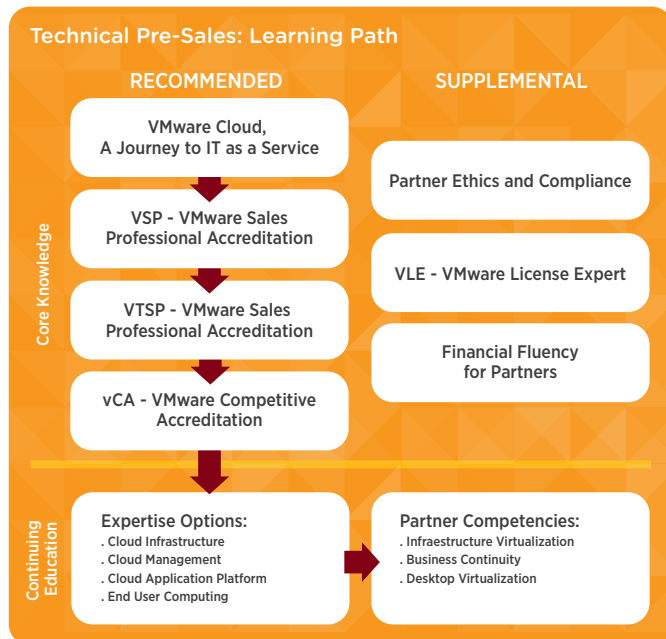 Technical Pre-Sales: Learning Path
RECOMMENDED
VMware Cloud,
A Journey to IT as a Service
VSP - VMware Sales
Professional Accreditation
VTSP - VMware Sales
Professional Accreditation
vCA - VMware Competitive
Accreditation
SUPPLEMENTAL
Partner Ethics and Compliance
VLE - VMware License Expert
Financial Fluency
for Partners
Core Knowledge
Continuing
Education
Expertise Options:
. Cloud Infrastructure
. Cloud Management
. Cloud Application Platform
. End User Computing
Partner Competencies:
. Infraestructure Virtualization
. Business Continuity
. Desktop Virtualization